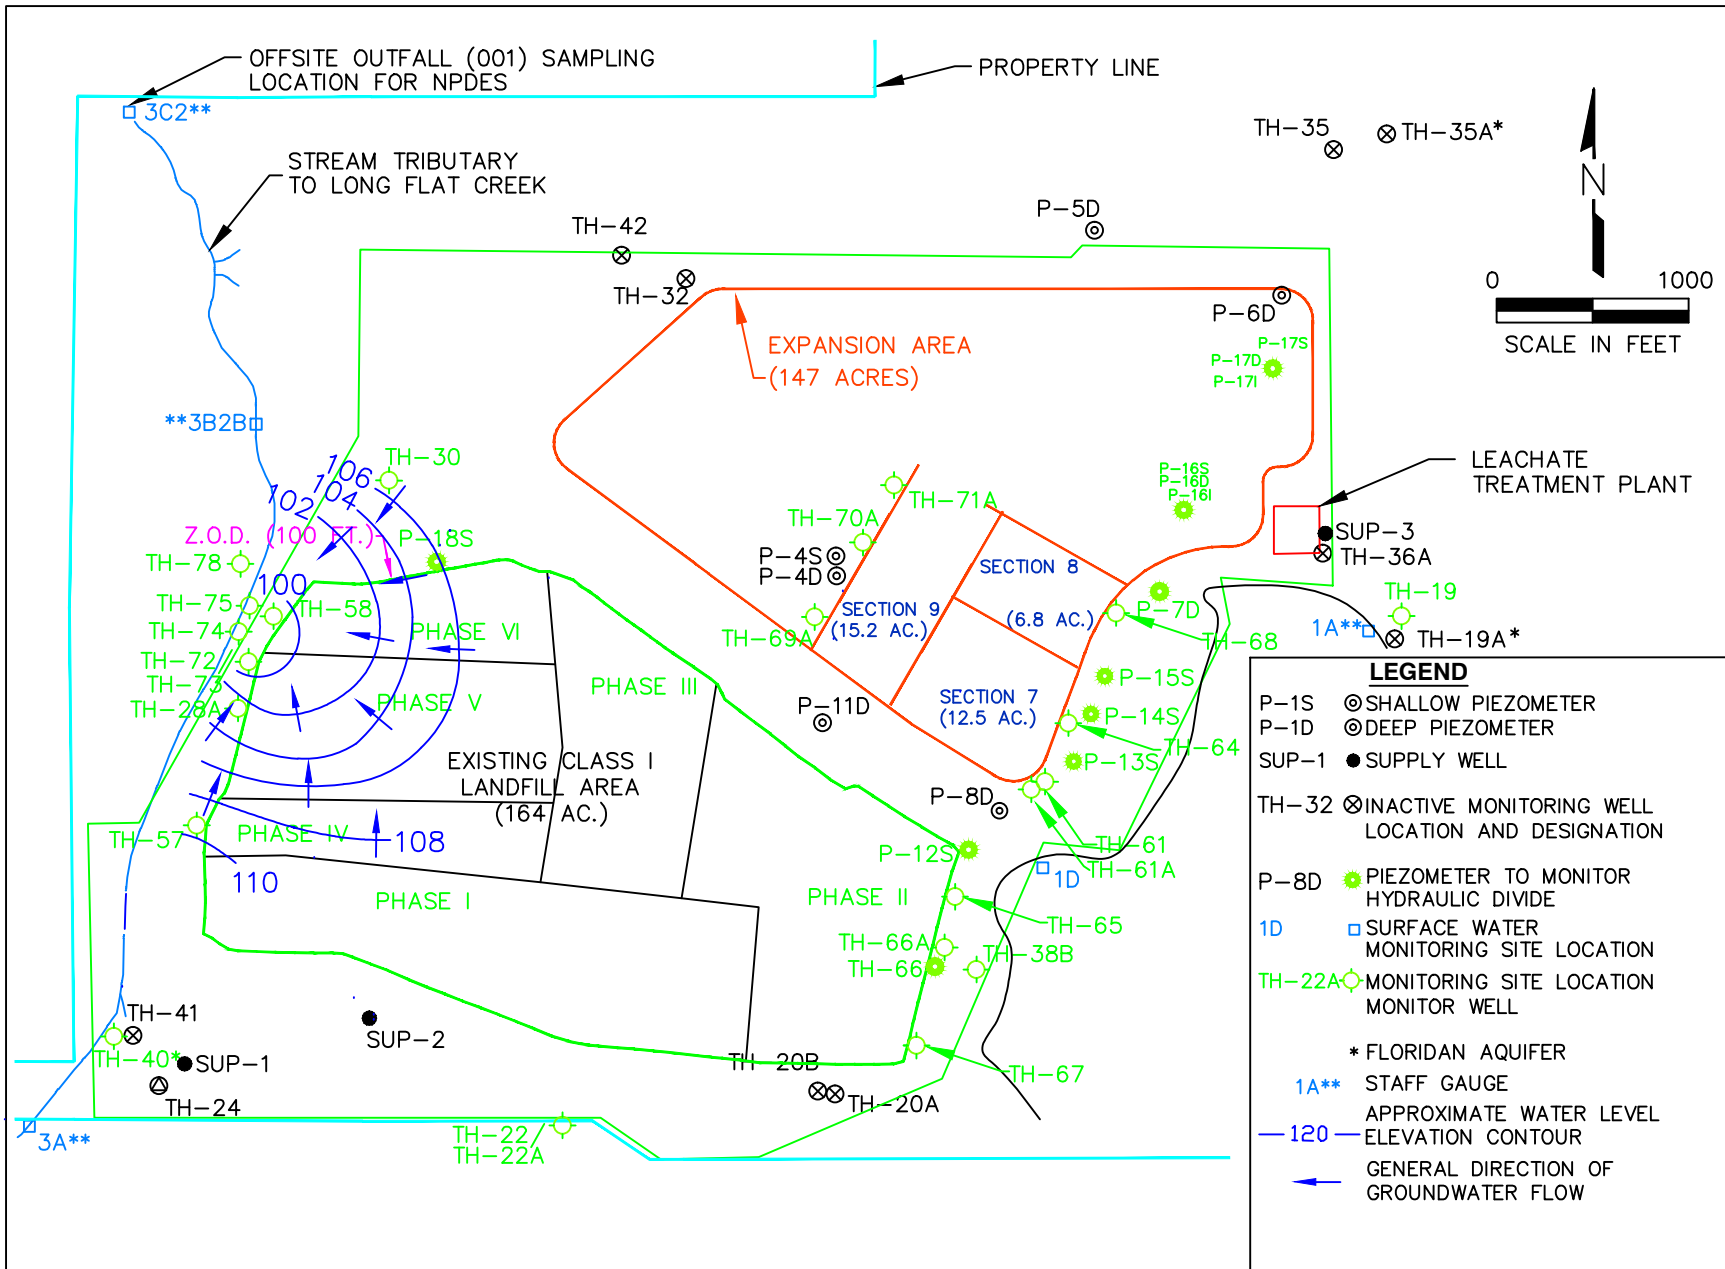 OFFSITE OUTFALL (001) SAMPLING
LOCATION FOR NPDES
PROPERTY LINE
3C2**
STREAM TRIBUTARY
TO LONG FLAT CREEK
TH-35
TH-35A*
N
P-5D
TH-42
TH-32
0 1000
SCALE IN FEET
P-6D
EXPANSION AREA
(147 ACRES)
P-17S
P-17D
P-17I
**3B2B
TH-30
106
104
102
LEACHATE
TREATMENT PLANT
P-16S
P-16D
P-16I
TH-71A
TH-70A
Z.O.D. (100 FT.)
P-18S
P-4S
P-4D
SUP-3
TH-36A
TH-78
SECTION 8
(6.8 AC.)
100
TH-75
TH-58
SECTION 9
(15.2 AC.)
P-7D
TH-19
TH-74
PHASE VI
TH-69A
TH-68
1A**
TH-19A*
TH-72
TH-73
PHASE III
P-15S
TH-28A
PHASE V
SECTION 7
(12.5 AC.)
P-11D
P-14S
TH-64
EXISTING CLASS I
LANDFILL AREA
(164 AC.)
P-13S
P-8D
TH-57
PHASE IV
108
TH-61
P-12S
TH-61A
110
1D
PHASE I
PHASE II
TH-65
TH-66A
TH-38B
TH-66
TH-41
TH-40*
SUP-1
SUP-2
TH-20B
TH-67
TH-24
TH-20A
3A**
TH-22
TH-22A
LEGEND
P-1S SHALLOW PIEZOMETER
P-1D DEEP PIEZOMETER
SUP-1 SUPPLY WELL
TH-32 INACTIVE MONITORING WELL
LOCATION AND DESIGNATION
P-8D PIEZOMETER TO MONITOR
HYDRAULIC DIVIDE
1D SURFACE WATER
MONITORING SITE LOCATION
TH-22A MONITORING SITE LOCATION
MONITOR WELL
* FLORIDAN AQUIFER
1A** STAFF GAUGE
APPROXIMATE WATER LEVEL
120 ELEVATION CONTOUR
GENERAL DIRECTION OF
GROUNDWATER FLOW